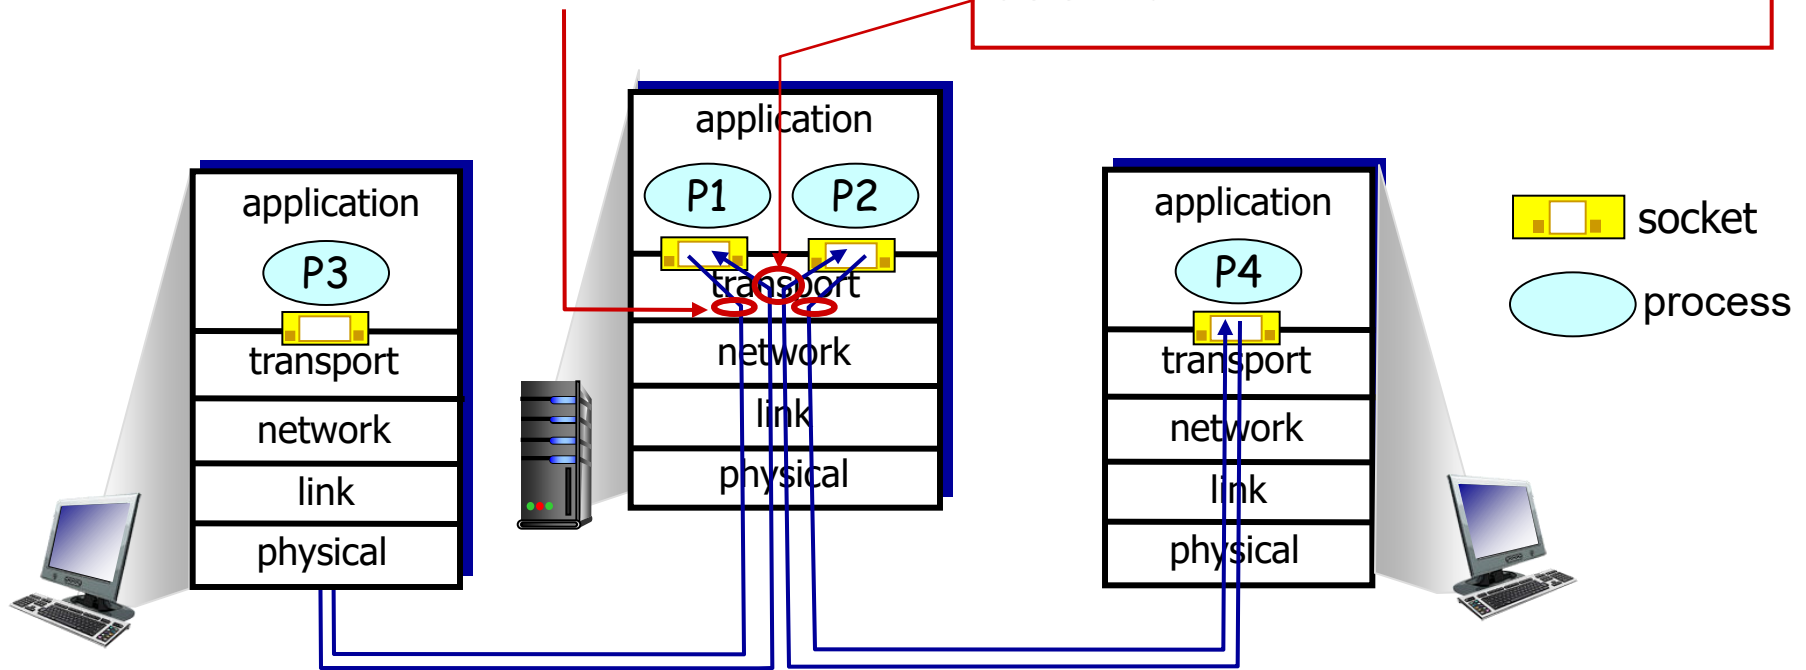 application
P1
P2
transport
network
link
physical
application
P3
transport
network
link
physical
application
P4
transport
network
link
physical
socket
process